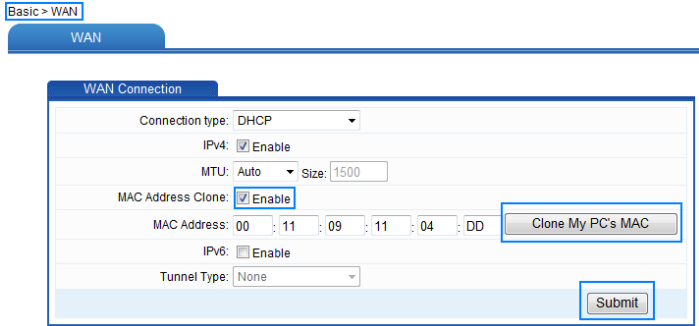 Basic > WAN
WAN
WAN Connection
Connection type: DHCP
IPv4: Enable
MTU: Auto Size: 1500
MAC Address Clone: Enable
MAC Address: 00 : 11 : 09 : 11 : 04 : DD Clone My PC's MAC
IPv6: Enable
Tunnel Type: None
Submit